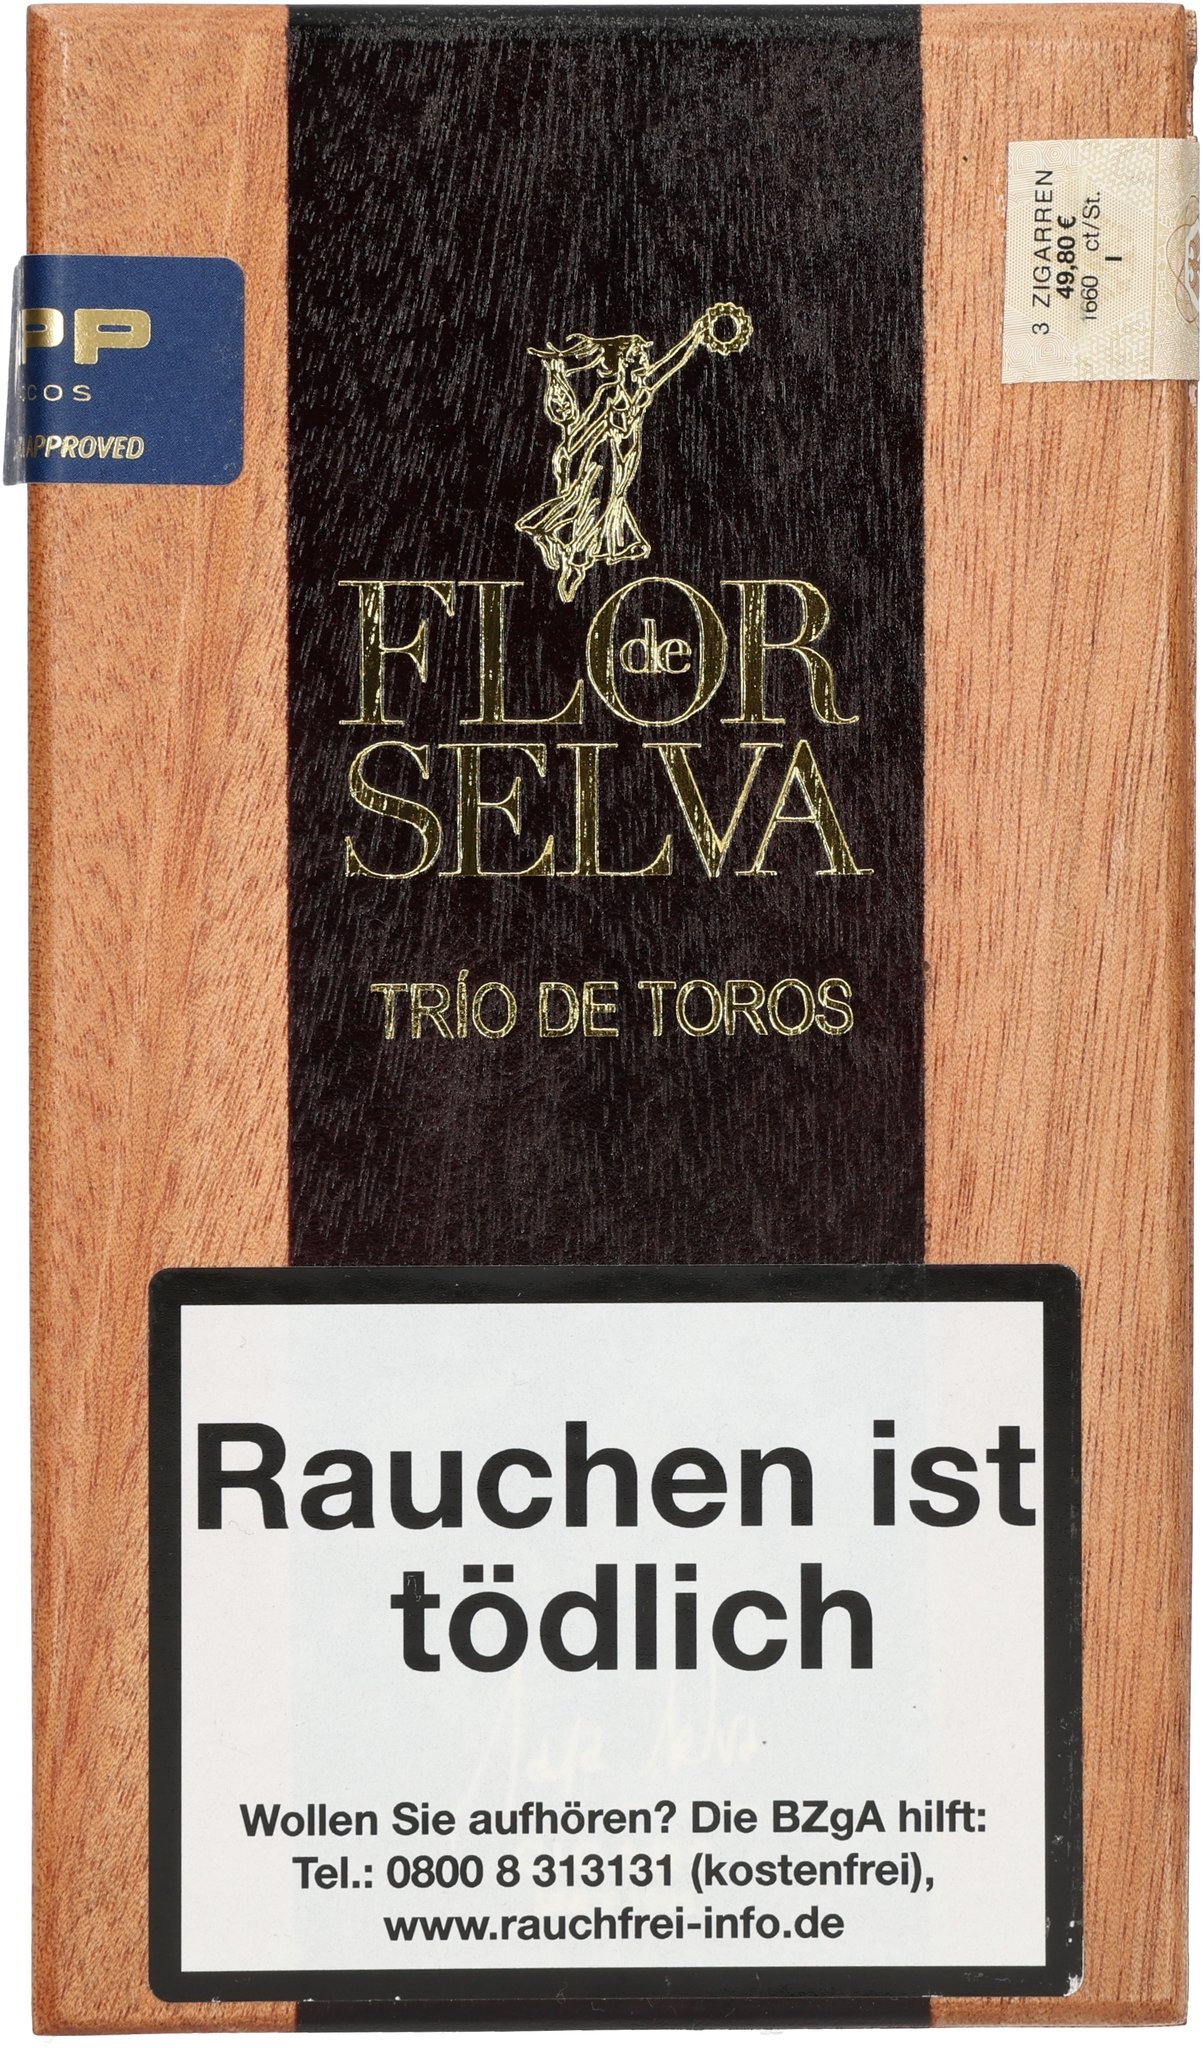 PP
COS
APPROVED
3 ZIGARREN
49,80 €
1660 ct/St.
I
FLOR de
SELVA
TRÍO DE TOROS
Rauchen ist
tödlich
Wollen Sie aufhören? Die BZgA hilft:
Tel.: 0800 8 313131 (kostenfrei),
www.rauchfrei-info.de